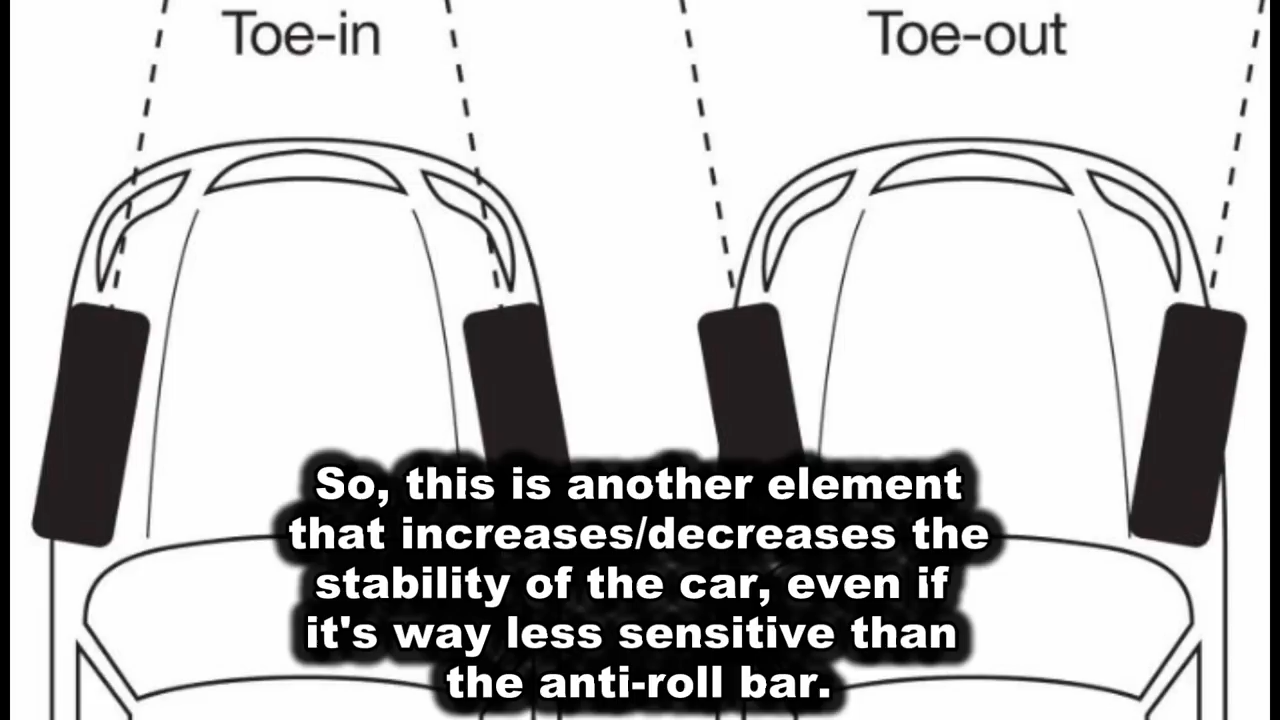 Toe-in
Toe-out
So, this is another element
that increases/decreases the
stability of the car, even if
it's way less sensitive than
the anti-roll bar.